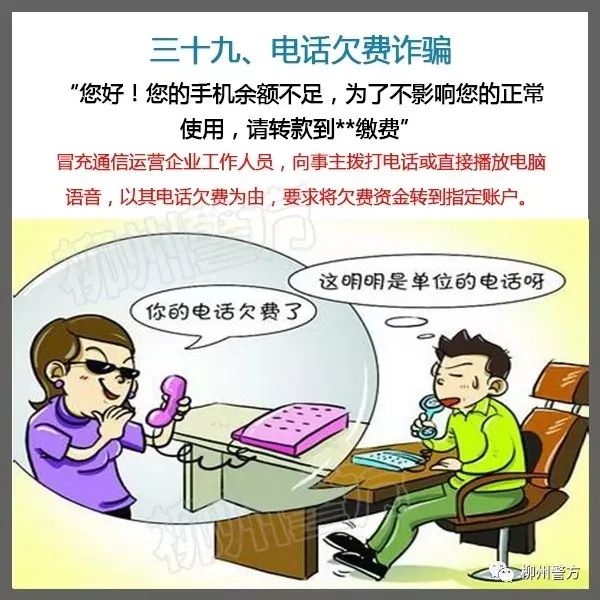 三十九、电话欠费诈骗
“您好！您的手机余额不足，为了不影响您的正常
使用，请转款到**缴费”
冒充通信运营企业工作人员，向事主拨打电话或直接播放电脑
语音，以其电话欠费为由，要求将欠费资金转到指定账户。
柳州警方
这明明是单位的电话呀
你的电话欠费了
柳州警方
柳州警方